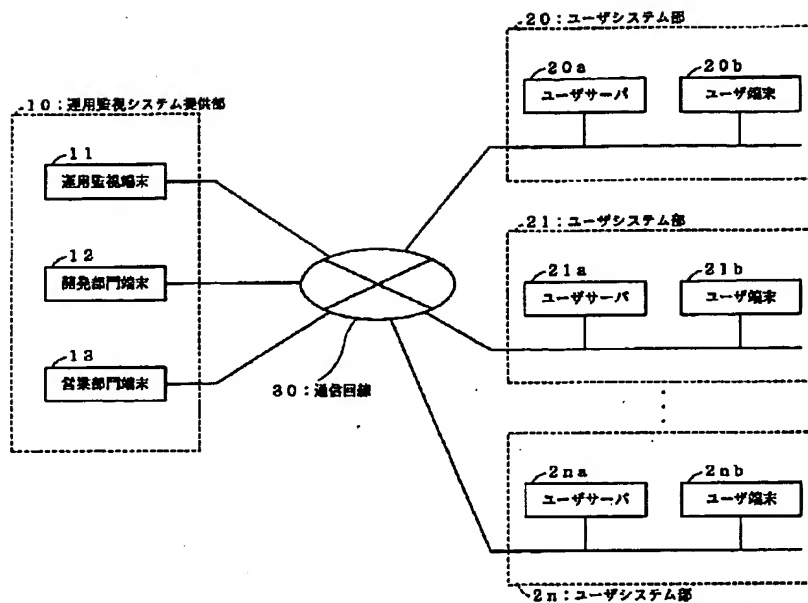 10:運用監視システム提供部
11
運用監視端末
12
開発部門端末
13
営業部門端末
30:通信回線
20:ユーザシステム部
20a
20b
ユーザサーバ
ユーザ端末
21:ユーザシステム部
21a
21b
ユーザサーバ
ユーザ端末
2na
2nb
ユーザサーバ
ユーザ端末
2n:ユーザシステム部